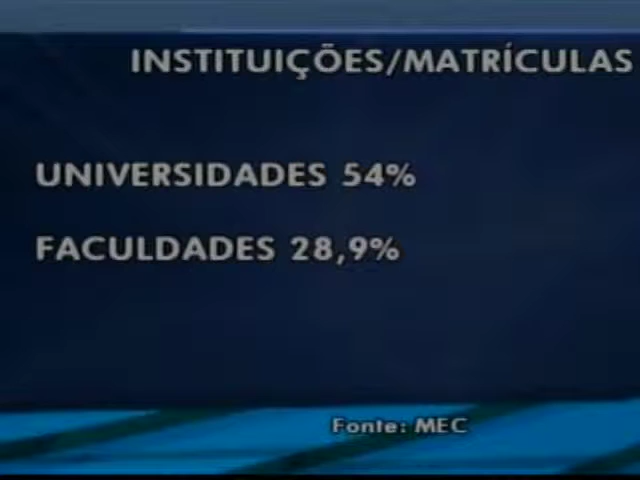 INSTITUIÇÕES/MATRÍCULAS
UNIVERSIDADES 54%
FACULDADES 28,9%
Fonte: MEC